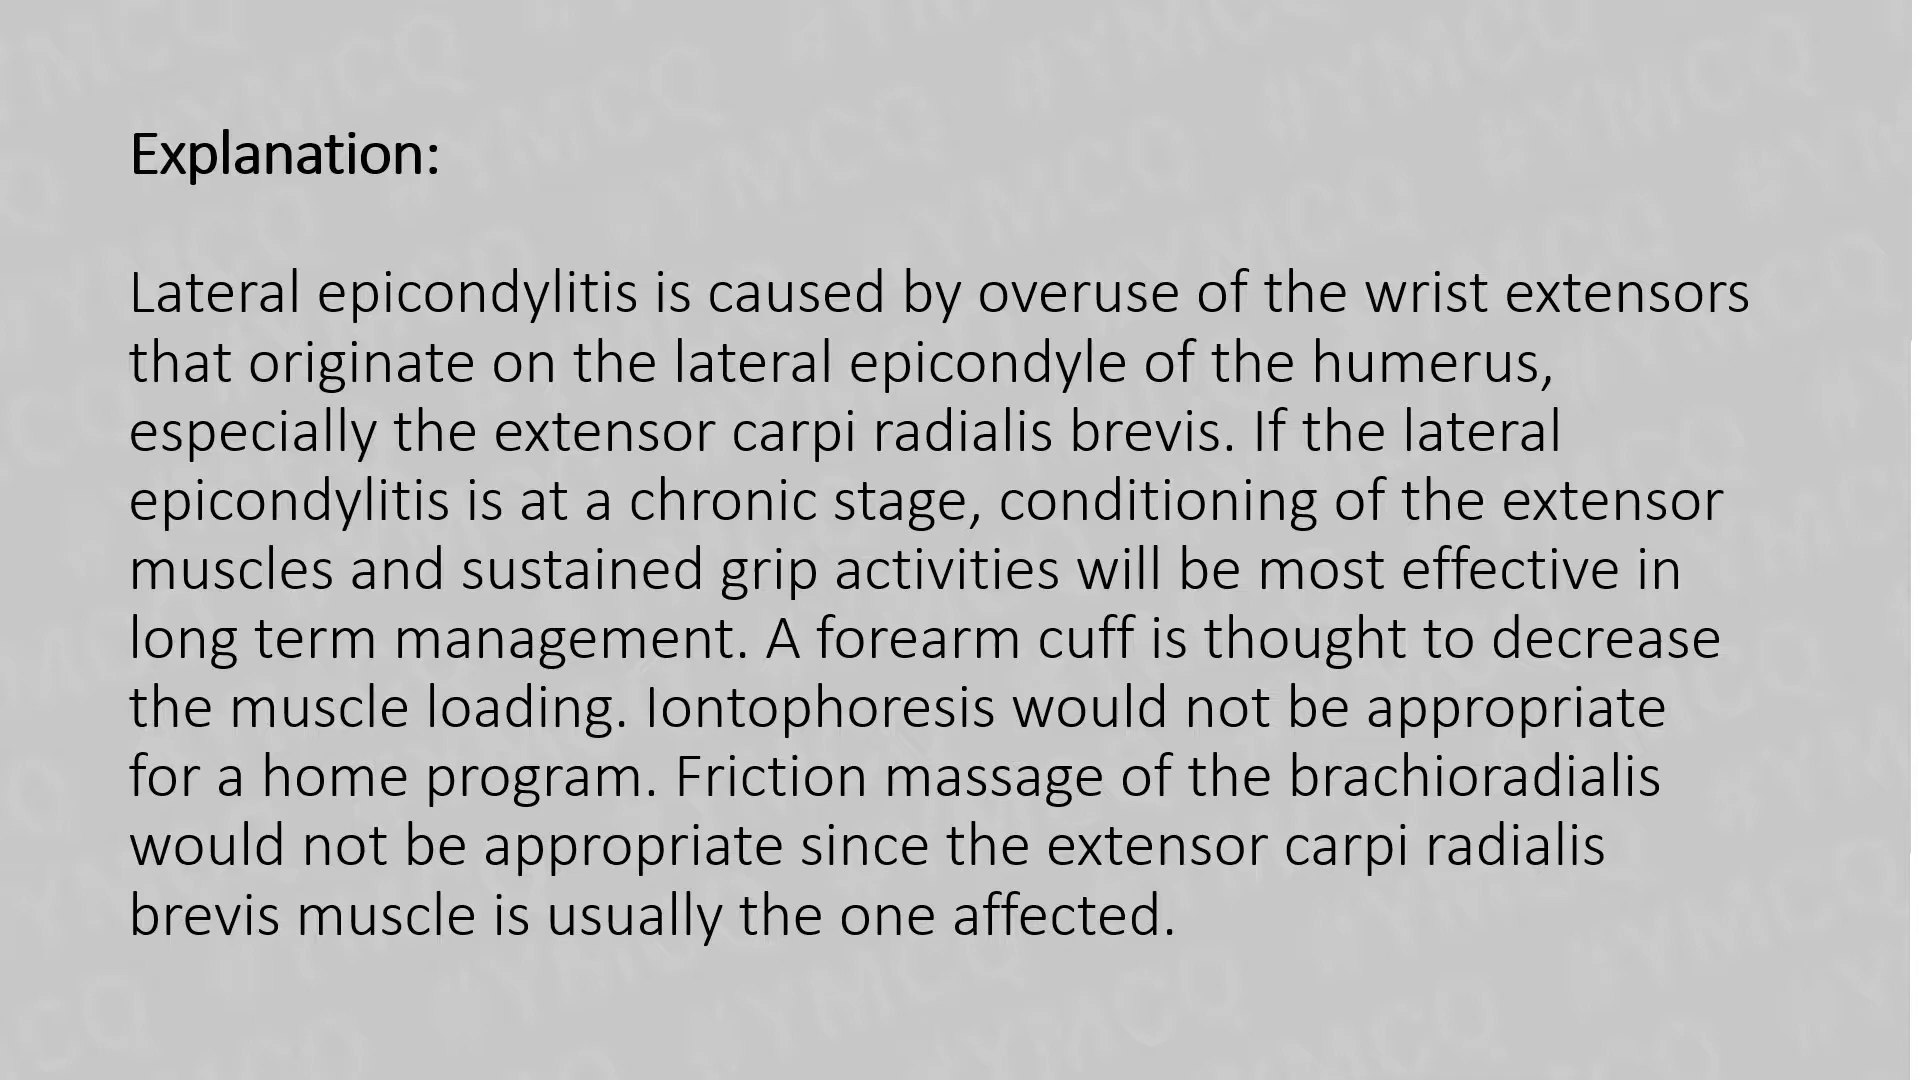 Explanation:
Lateral epicondylitis is caused by overuse of the wrist extensors
that originate on the lateral epicondyle of the humerus,
especially the extensor carpi radialis brevis. If the lateral
epicondylitis is at a chronic stage, conditioning of the extensor
muscles and sustained grip activities will be most effective in
long term management. A forearm cuff is thought to decrease
the muscle loading. Iontophoresis would not be appropriate
for a home program. Friction massage of the brachioradialis
would not be appropriate since the extensor carpi radialis
brevis muscle is usually the one affected.